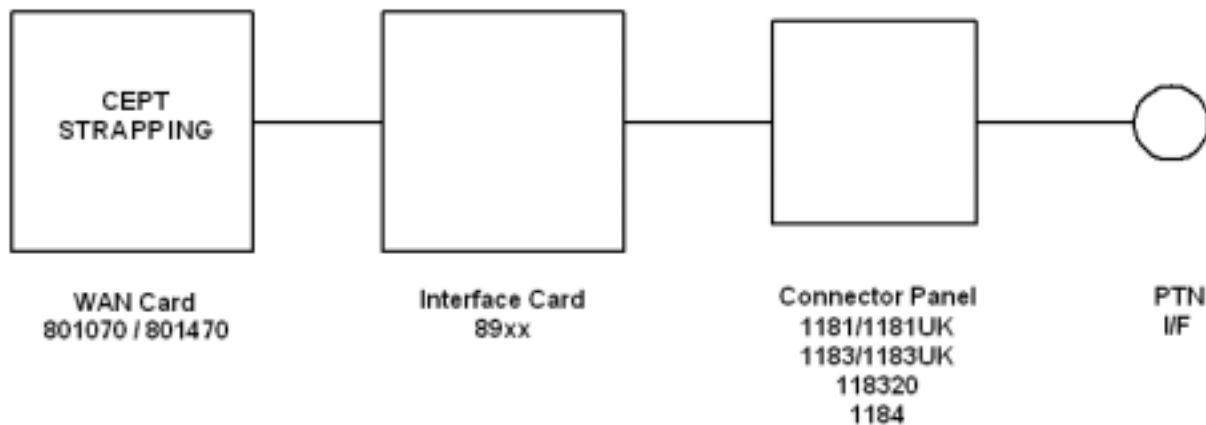 CEPT
STRAPPING
WAN Card
801070 / 801470
Interface Card
89xx
Connector Panel
1181/1181UK
1183/1183UK
118320
1184
PTN
I/F